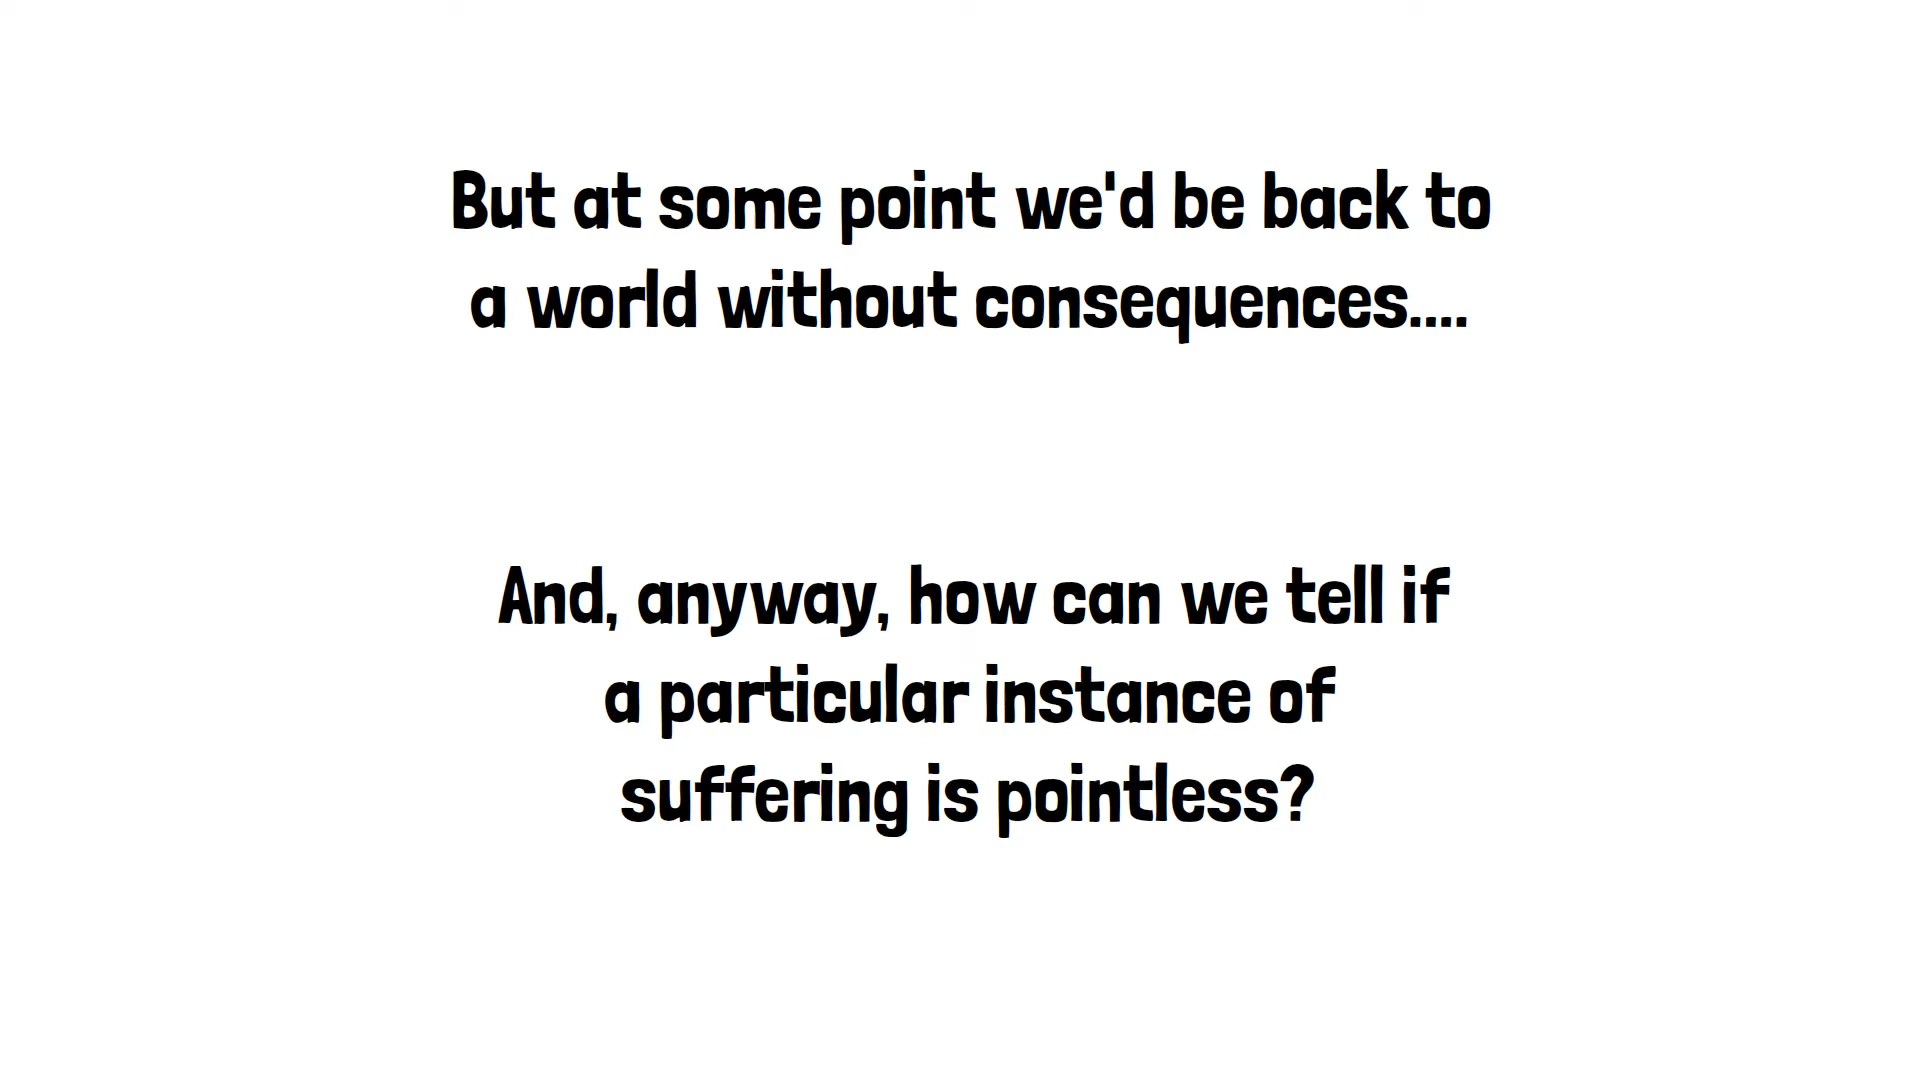 But at some point we'd be back to
a world without consequences....
And, anyway, how can we tell if
a particular instance of
suffering is pointless?